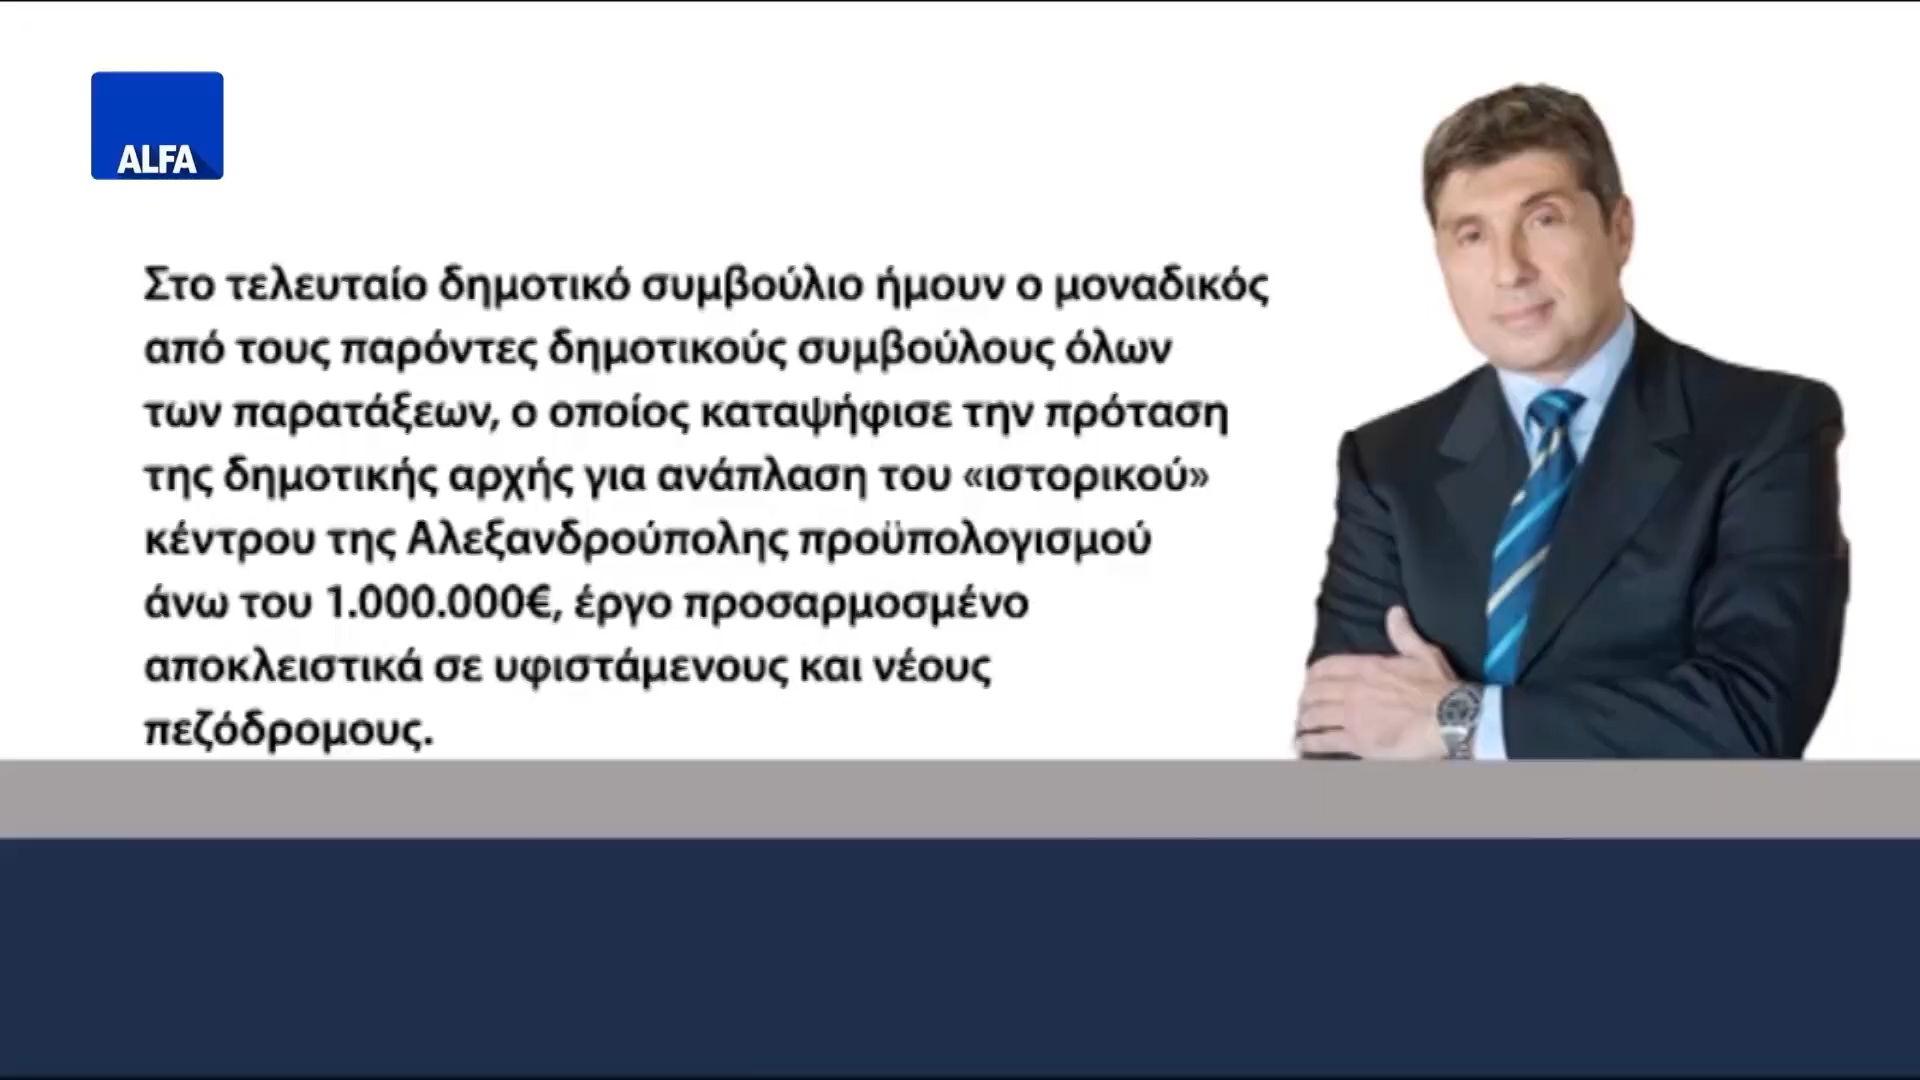 ALFA
Στο τελευταίο δημοτικό συμβούλιο ήμουν ο μοναδικός
από τους παρόντες δημοτικούς συμβούλους όλων
των παρατάξεων, ο οποίος καταψήφισε την πρόταση
της δημοτικής αρχής για ανάπλαση του «ιστορικού»
κέντρου της Αλεξανδρούπολης προϋπολογισμού
άνω του 1.000.000€, έργο προσαρμοσμένο
αποκλειστικά σε υφιστάμενους και νέους
πεζόδρομους.